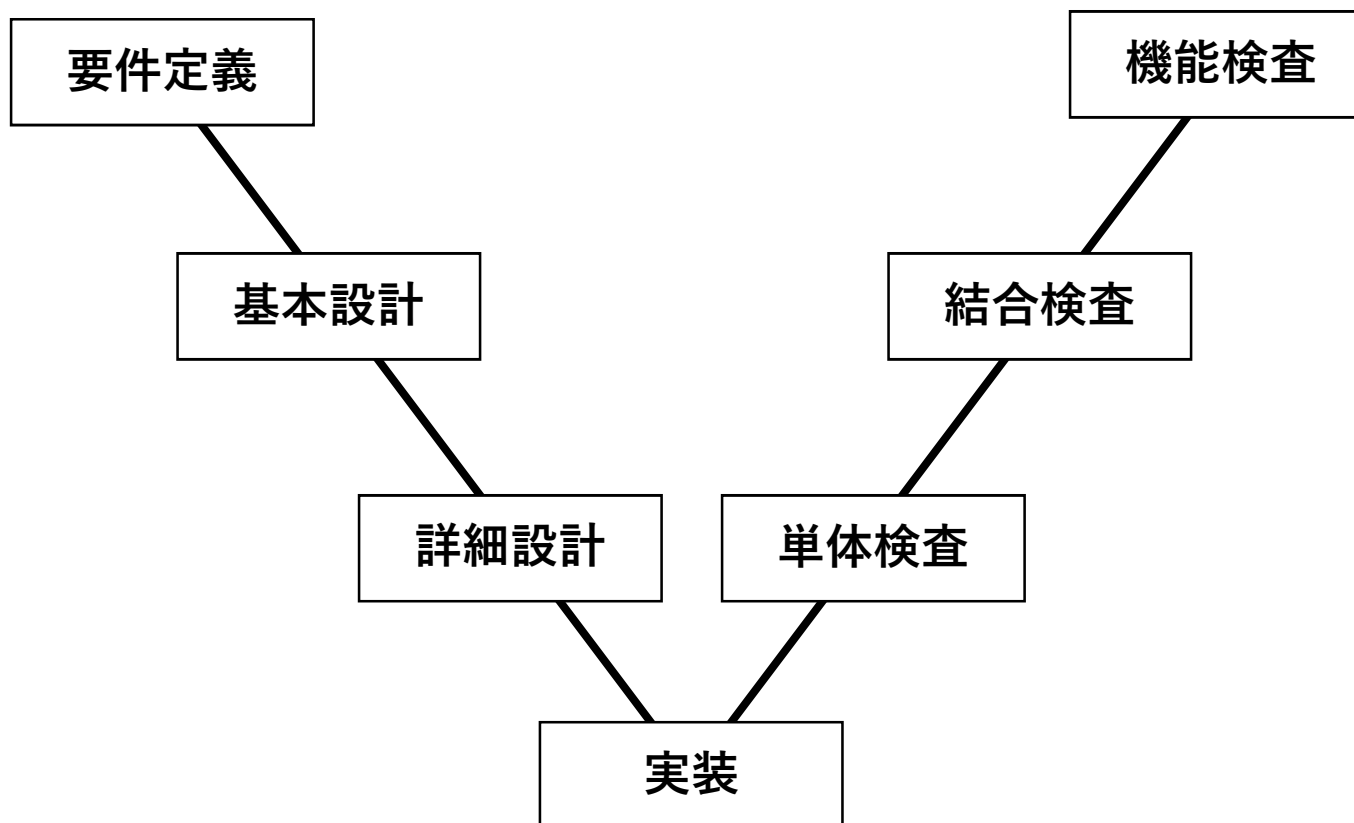 要件定義
機能検査
基本設計
結合検査
詳細設計
単体検査
実装